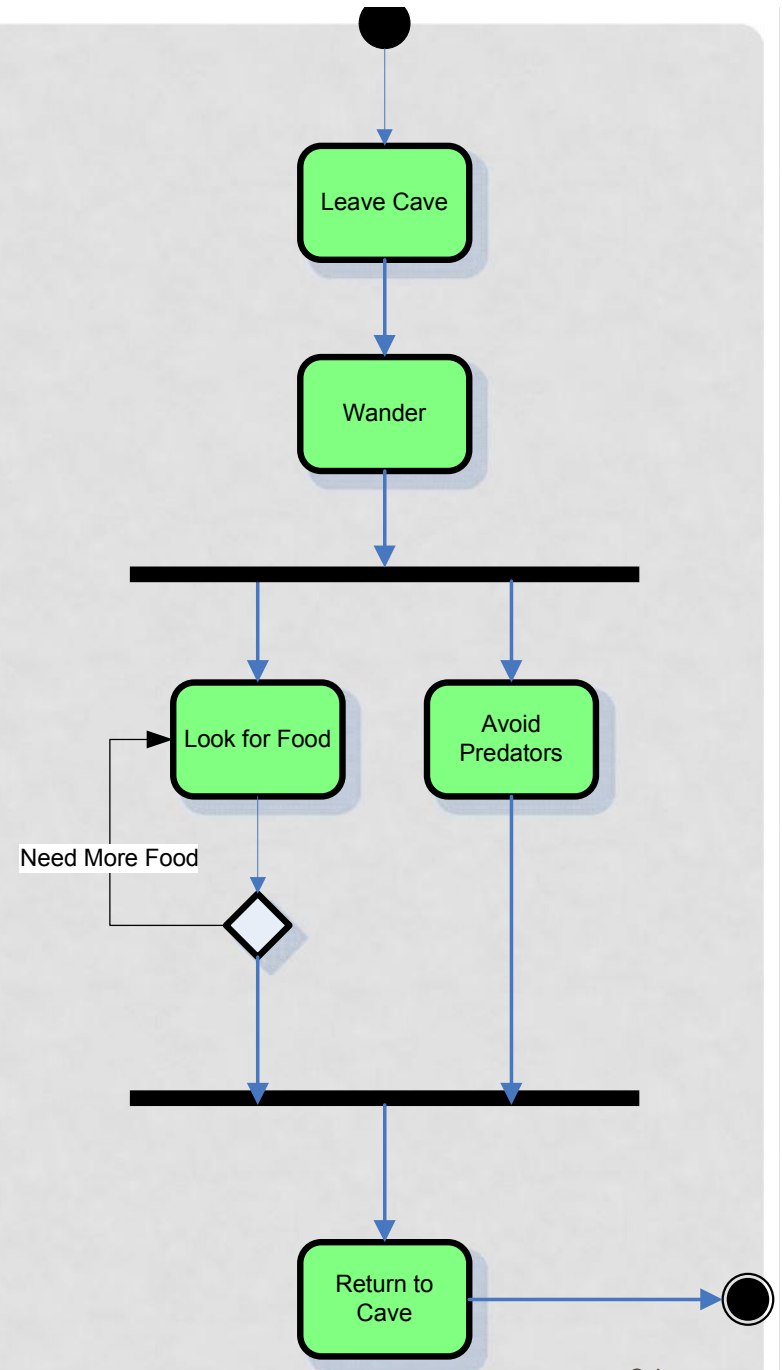 Leave Cave
Wander
Look for Food
Avoid
Predators
Need More Food
Return to
Cave